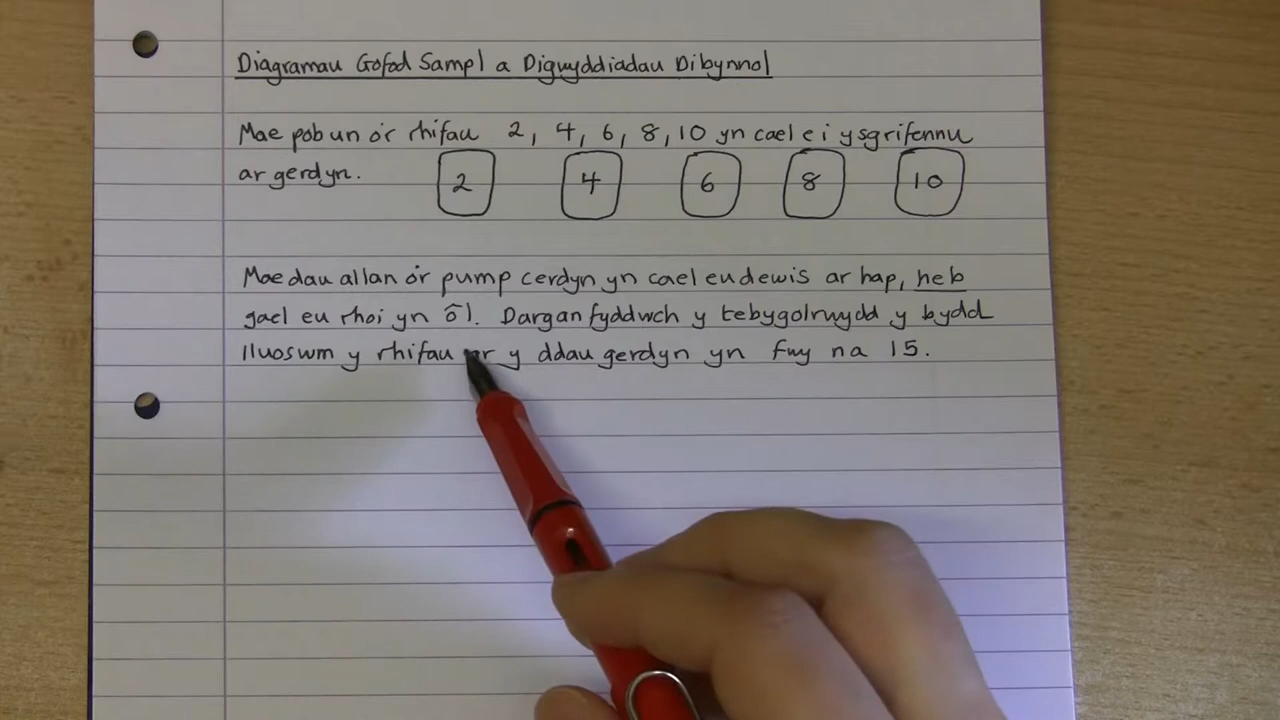 Diagramau Gofod Sampl a Digwyddiadau Dibynnol
Mae pob un o'r rhifau 2, 4, 6, 8, 10 yn cael ei ysgrifennu
ar gerdyn. 2 4 6 8 10
Mae dau allan o'r pump cerdyn yn cael eu dewis ar hap, heb
gael eu rhoi yn ôl. Darganfyddwch y tebygolrwydd y bydd
lluoswm y rhifau y ddau gerdyn yn fwy na 15.